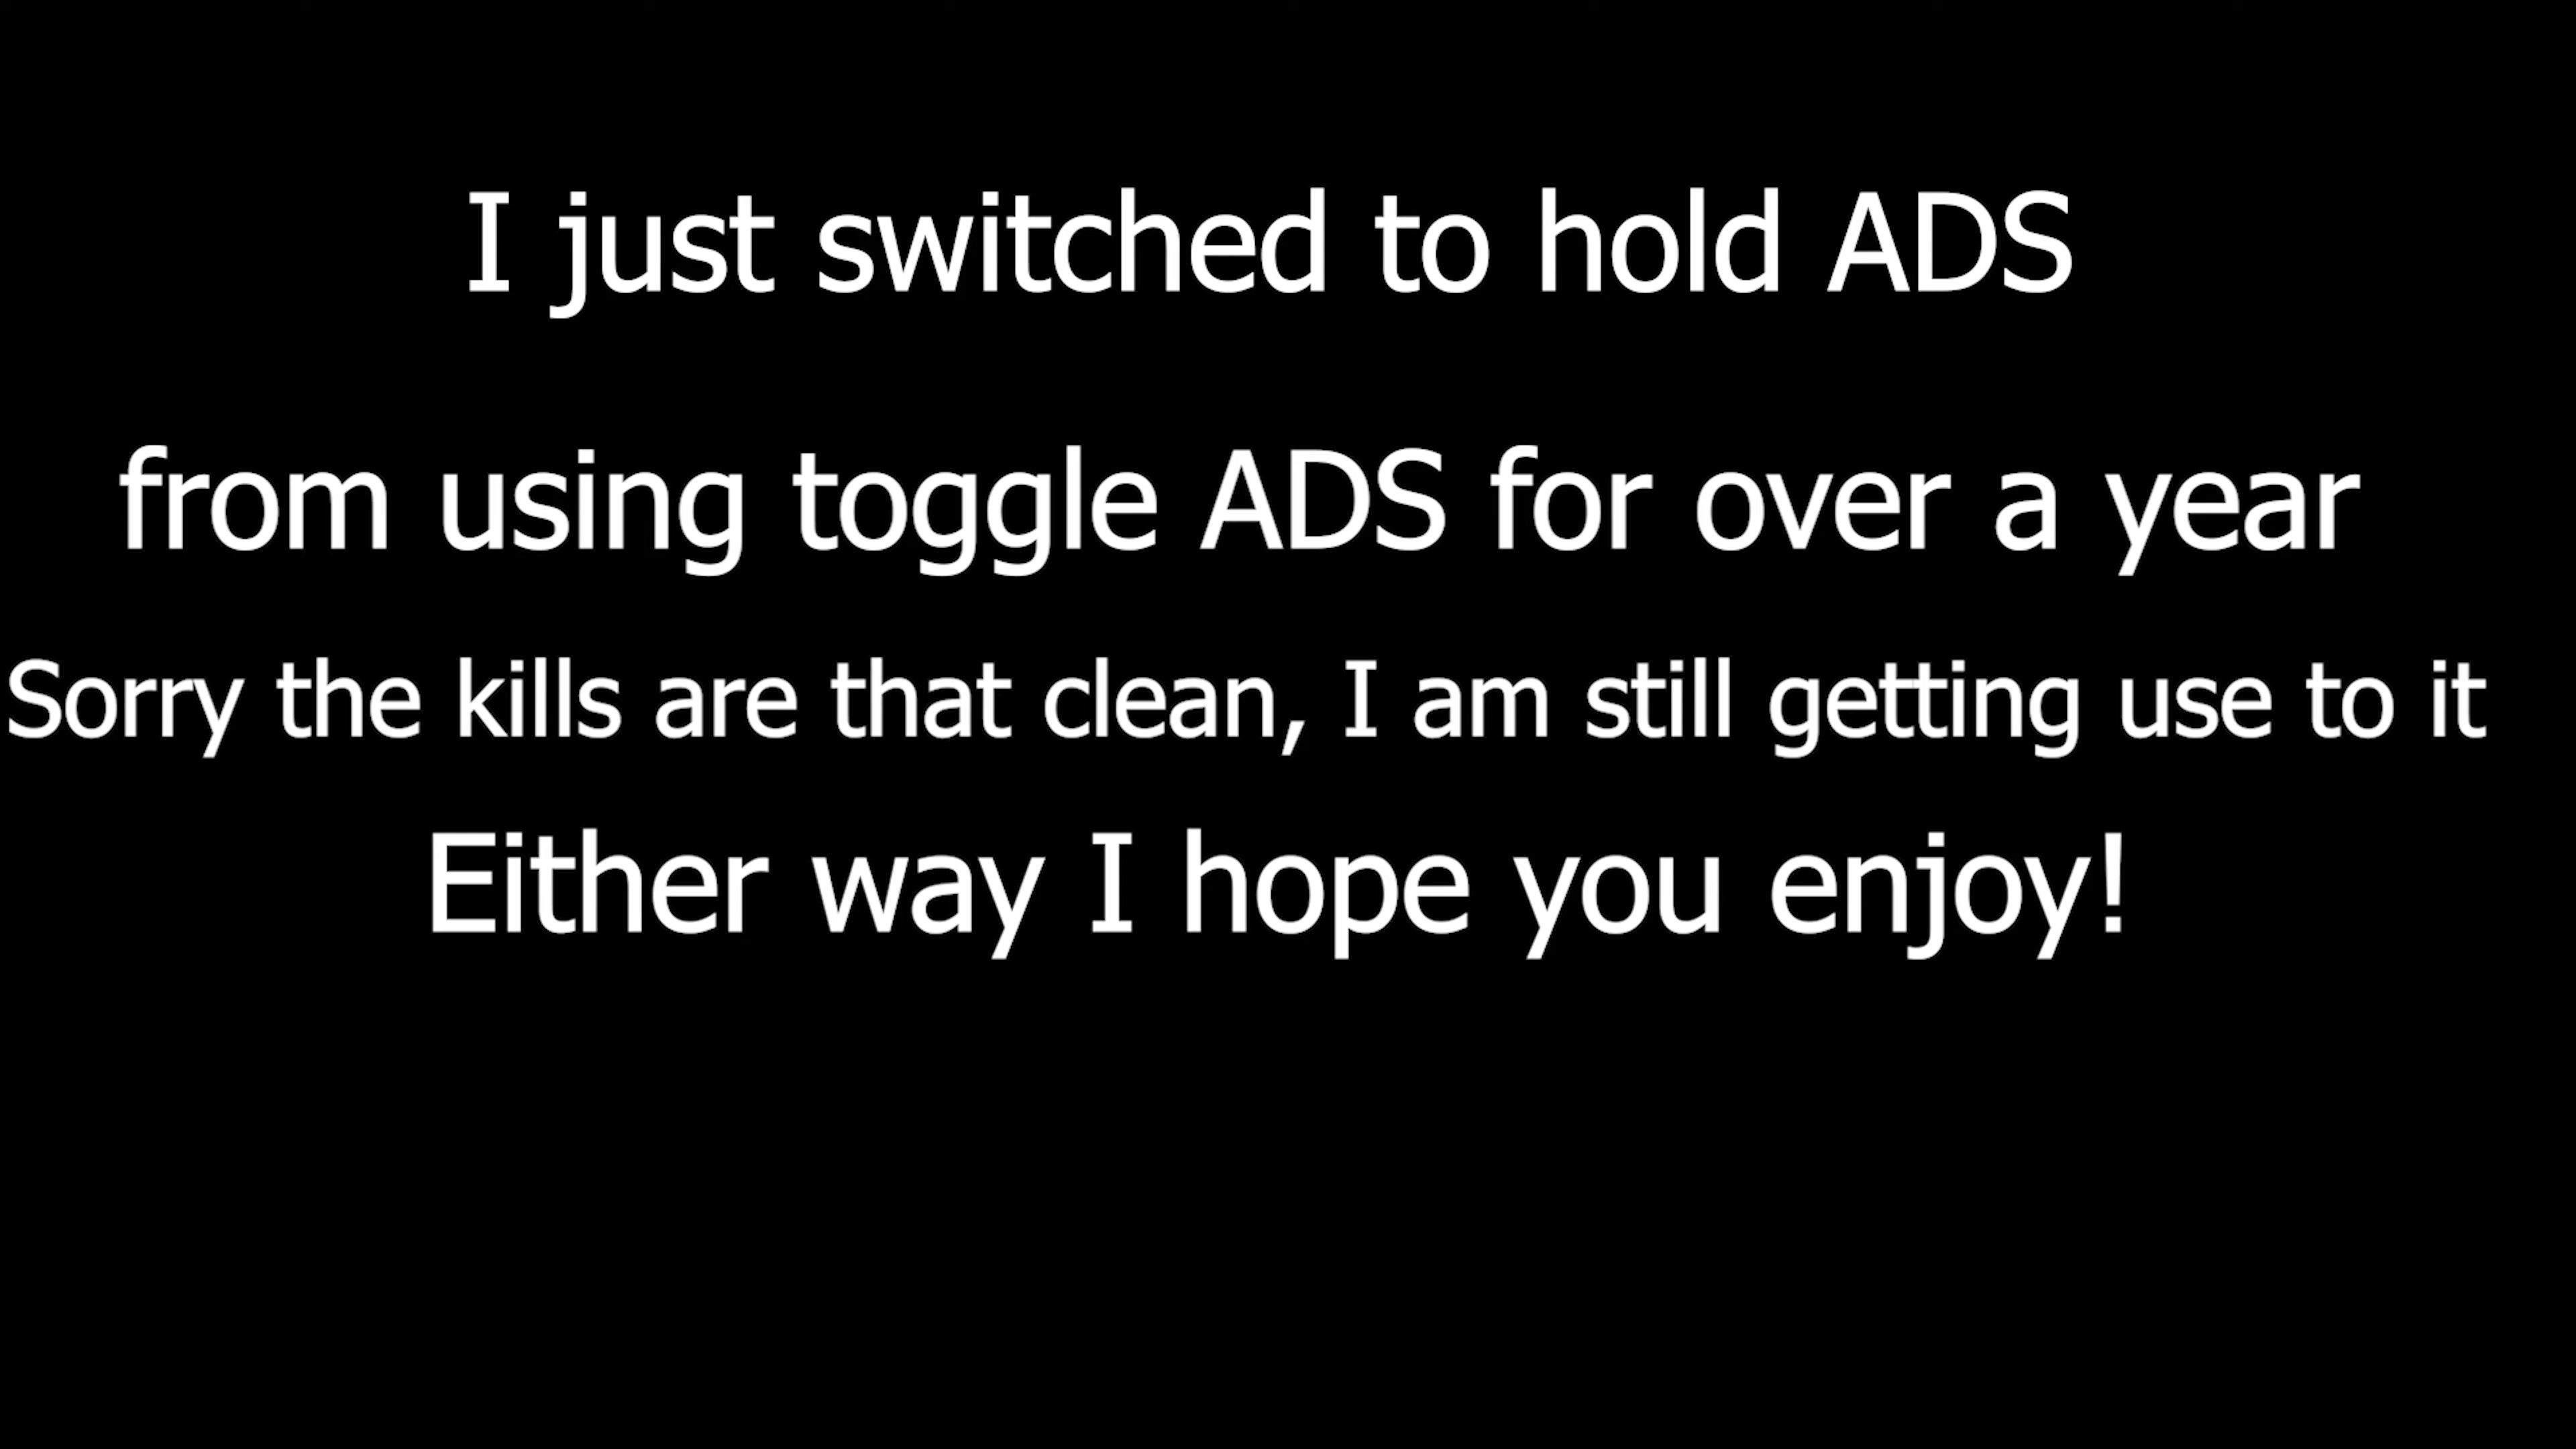 I just switched to hold ADS
from using toggle ADS for over a year
Sorry the kills are that clean, I am still getting use to it
Either way I hope you enjoy!